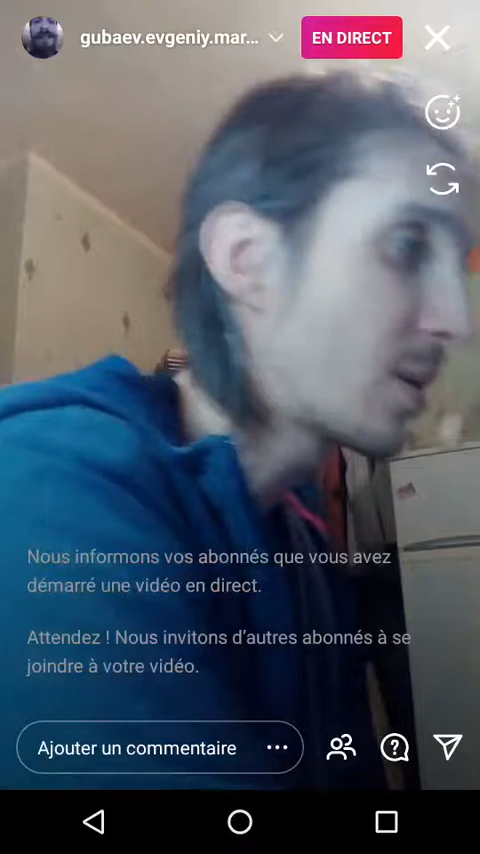 gubaev.evgeniy.mar...
EN DIRECT
Nous informons vos abonnés que vous avez
démarré une vidéo en direct.
Attendez ! Nous invitons d'autres abonnés à se
joindre à votre vidéo.
Ajouter un commentaire